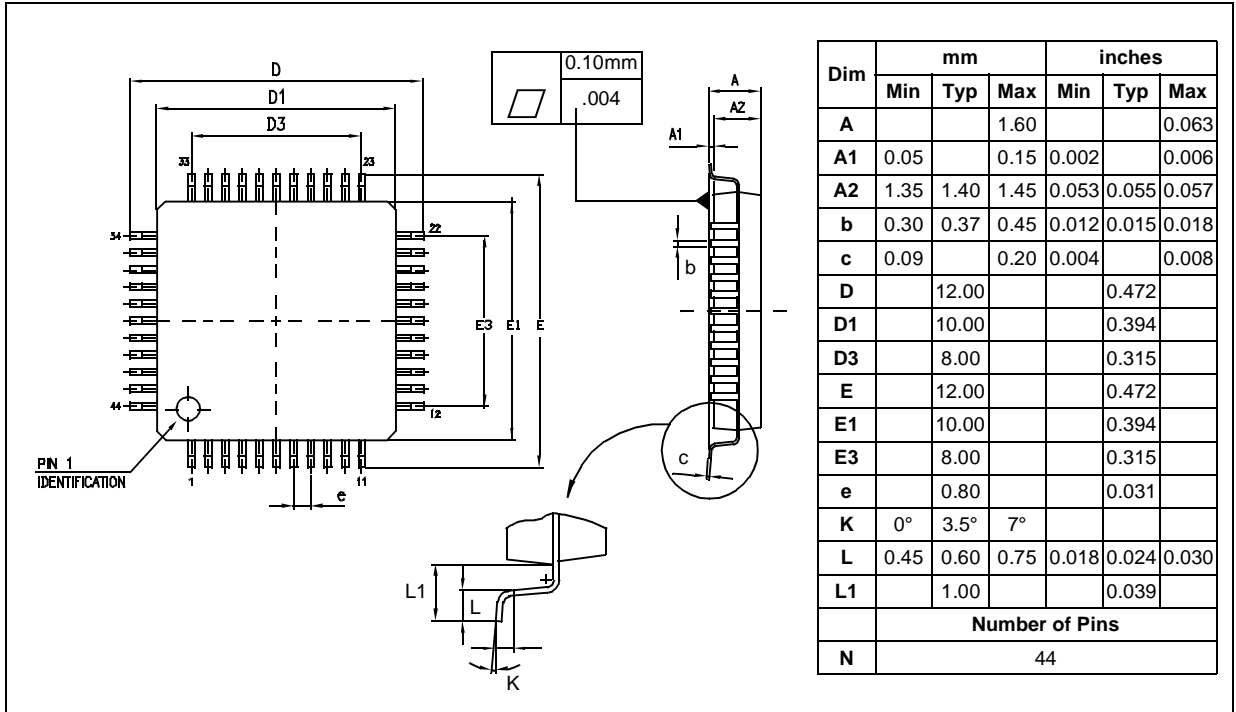 D
D1
D3
33
23
34
22
E3
E1
E
44
12
PIN 1
IDENTIFICATION
1
11
e
0.10mm
.004
A
A2
A1
b
c
L1
L
K
Dim mm inches
Min Typ Max Min Typ Max
A 1.60 0.063
A1 0.05 0.15 0.002 0.006
A2 1.35 1.40 1.45 0.053 0.055 0.057
b 0.30 0.37 0.45 0.012 0.015 0.018
c 0.09 0.20 0.004 0.008
D 12.00 0.472
D1 10.00 0.394
D3 8.00 0.315
E 12.00 0.472
E1 10.00 0.394
E3 8.00 0.315
e 0.80 0.031
K 0° 3.5° 7°
L 0.45 0.60 0.75 0.018 0.024 0.030
L1 1.00 0.039
Number of Pins
N 44